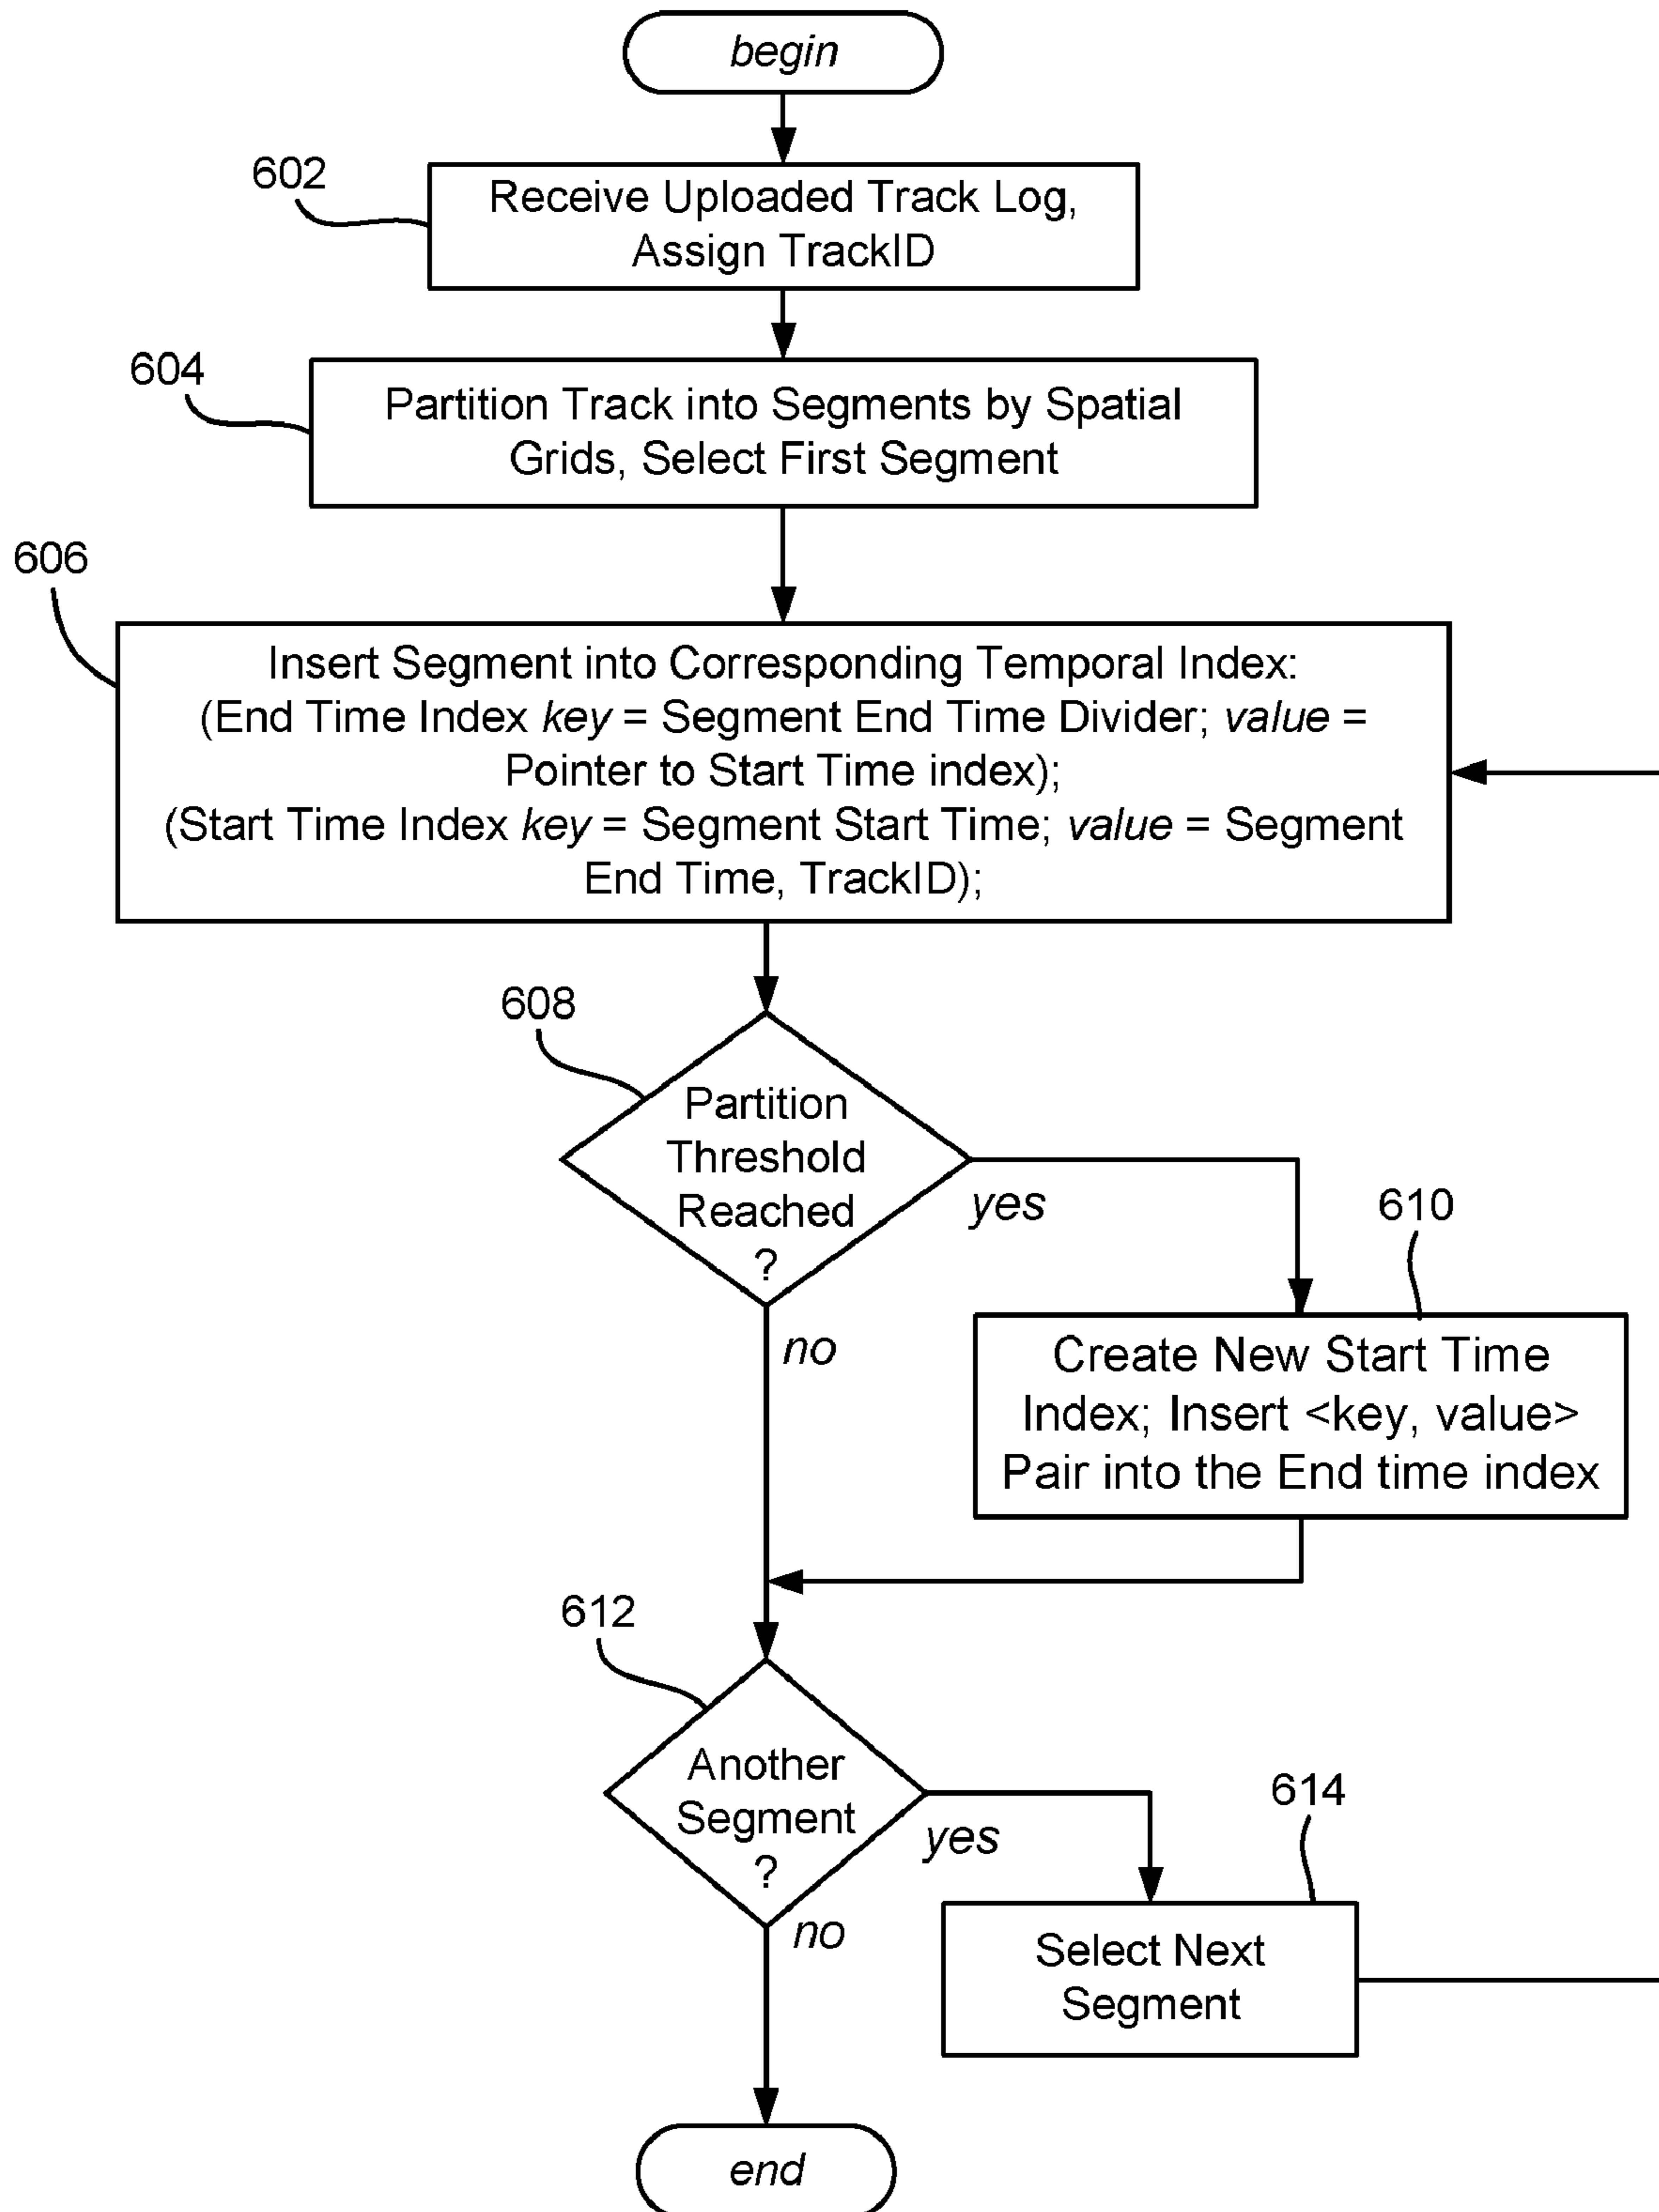 begin
602
Receive Uploaded Track Log,
Assign TrackID
604
Partition Track into Segments by Spatial
Grids, Select First Segment
606
Insert Segment into Corresponding Temporal Index:
(End Time Index key = Segment End Time Divider; value =
Pointer to Start Time index);
(Start Time Index key = Segment Start Time; value = Segment
End Time, TrackID);
608
Partition
Threshold
Reached
?
yes
no
610
Create New Start Time
Index; Insert <key, value>
Pair into the End time index
612
Another
Segment
?
yes
no
614
Select Next
Segment
end